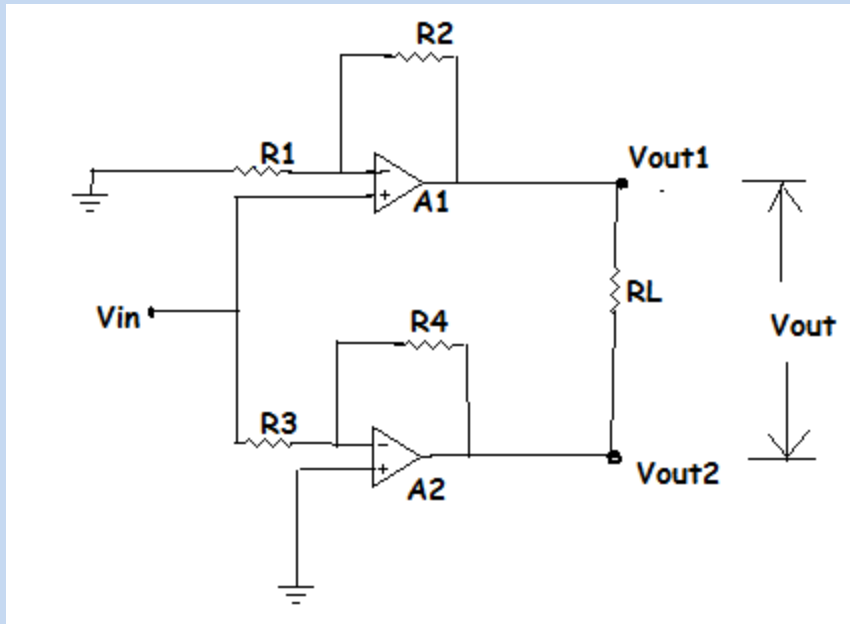 R2
R1
Vout1
- 
+
A1
RL
Vin
R4
Vout
R3
-
+
A2
Vout2